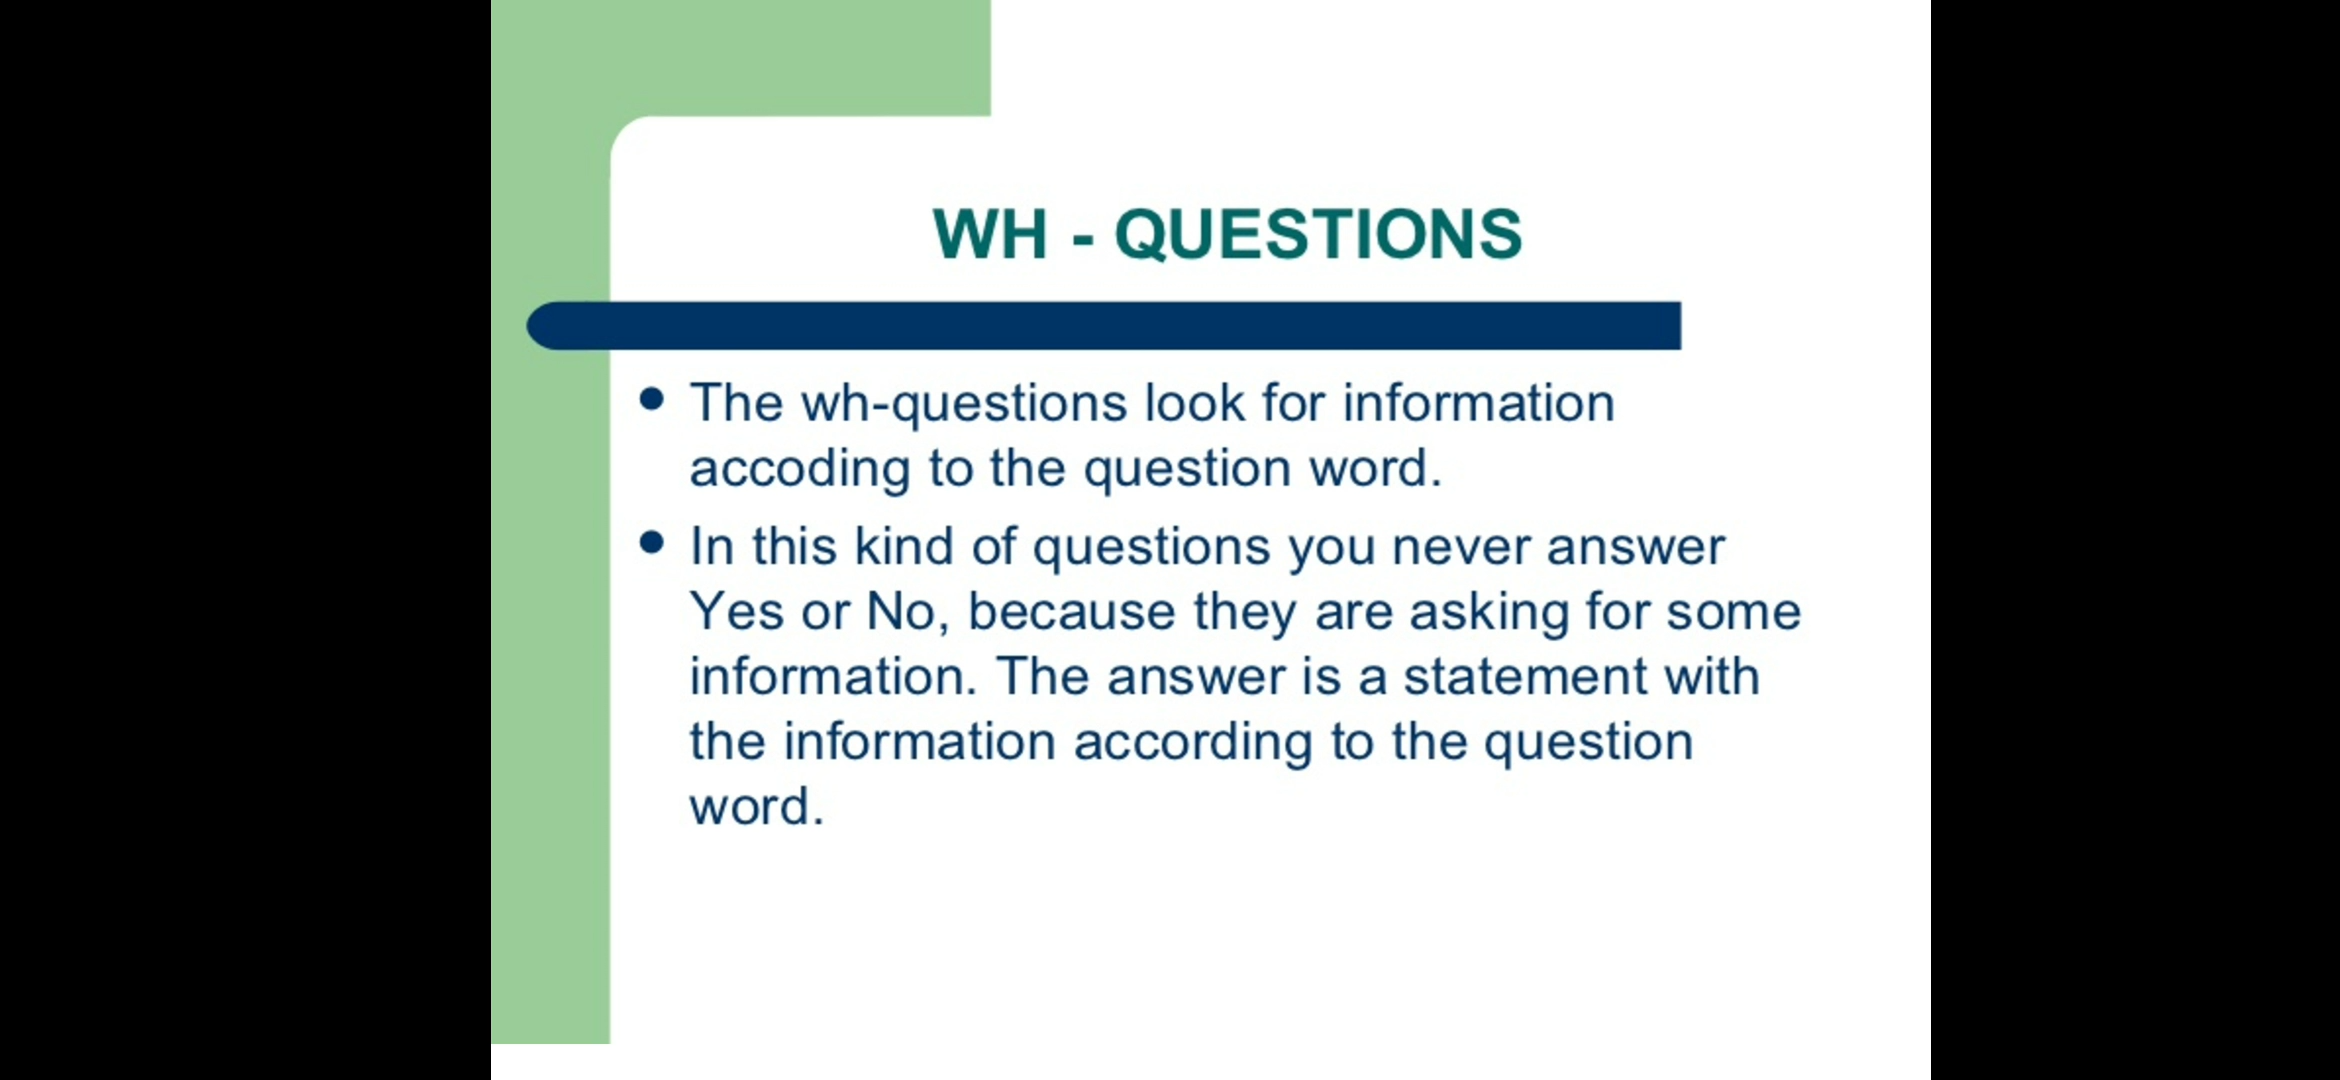 WH - QUESTIONS
The wh-questions look for information
accoding to the question word.
In this kind of questions you never answer
Yes or No, because they are asking for some
information. The answer is a statement with
the information according to the question
word.